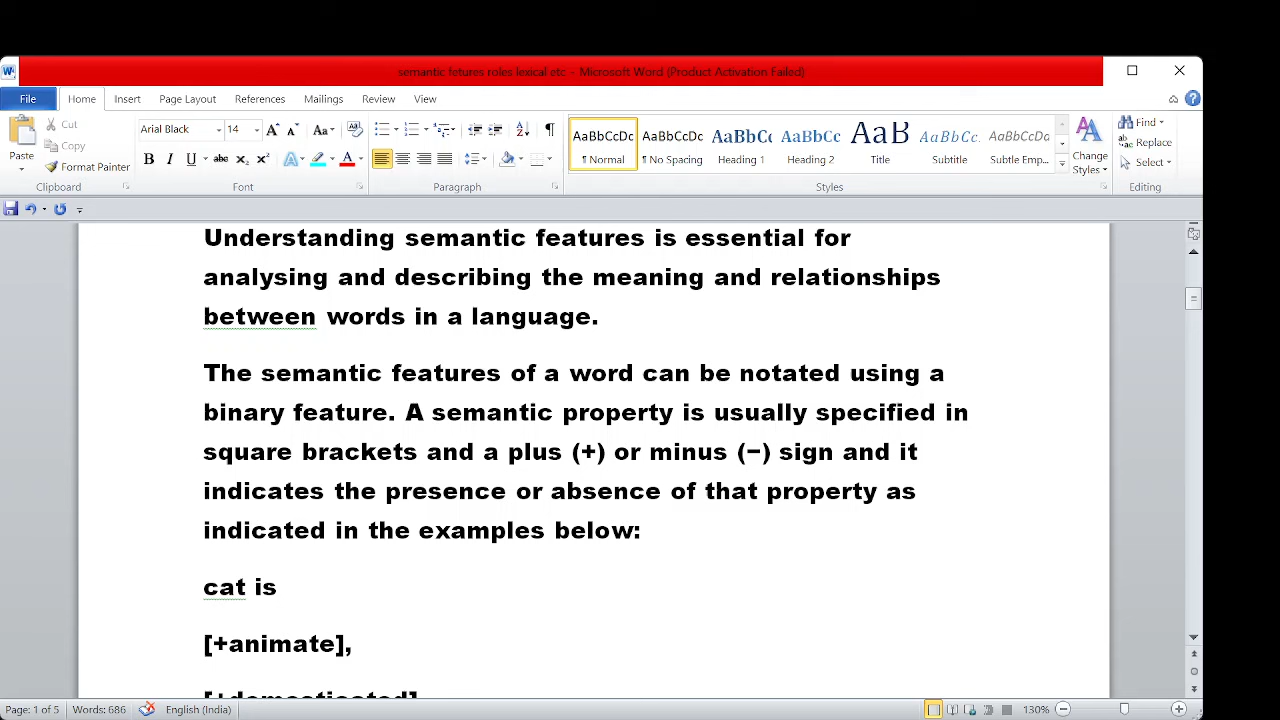 semantic fetures roles lexical etc - Microsoft Word (Product Activation Failed)
File Home Insert Page Layout References Mailings Review View
Paste
Cut
Copy
Format Painter
Clipboard
Arial Black 14
Font
Paragraph
AaBbCcDc AaBbCcDc AaBbCc AaBbCc AaB AaBbCc. AaBbCcDc
¶ Normal ¶ No Spacing Heading 1 Heading 2 Title Subtitle Subtle Emp...
Styles
Change Styles
Find
Replace
Select
Editing
Understanding semantic features is essential for
analysing and describing the meaning and relationships
between words in a language.
The semantic features of a word can be notated using a
binary feature. A semantic property is usually specified in
square brackets and a plus (+) or minus (−) sign and it
indicates the presence or absence of that property as
indicated in the examples below:
cat is
[+animate],
[+domesticated]
Page: 1 of 5 Words: 686 English (India) 130%